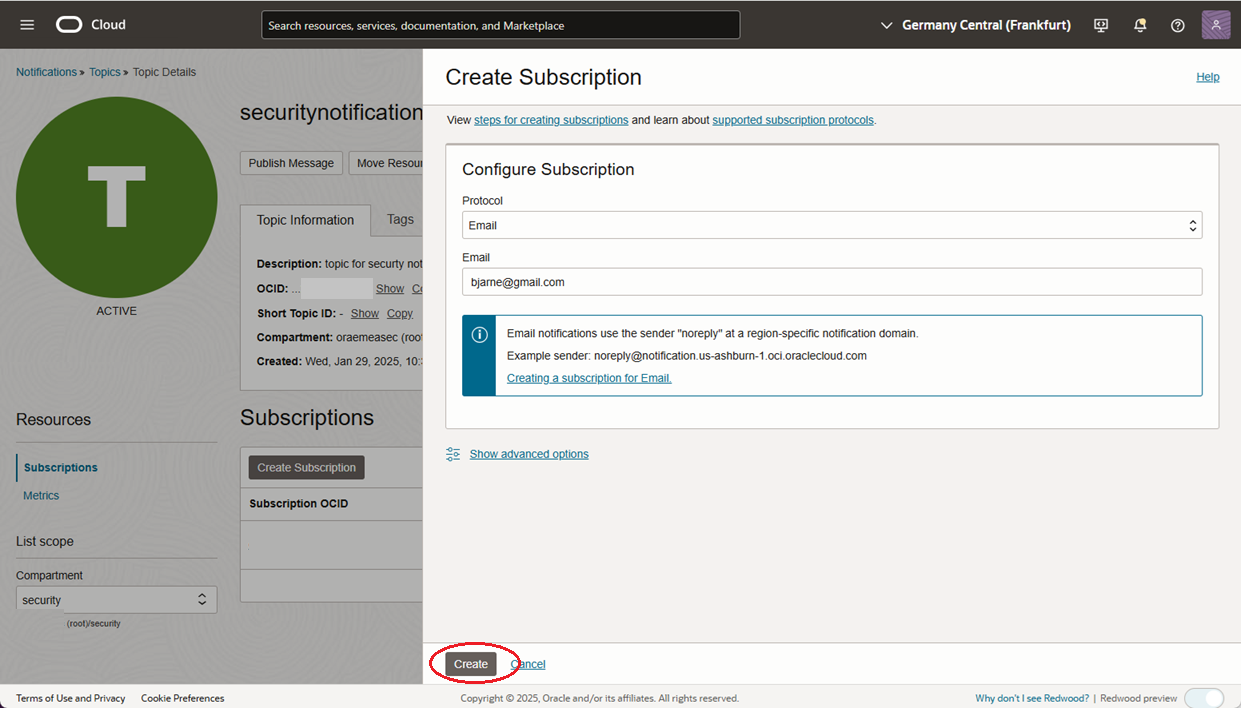 Cloud
Search resources, services, documentation, and Marketplace
Germany Central (Frankfurt)
Notifications » Topics » Topic Details
T
ACTIVE
securitynotification
Publish Message
Move Resou
Topic Information
Tags
Description: topic for securty not
OCID: ... Show Co
Short Topic ID: - Show Copy
Compartment: oraemeasec (roo
Created: Wed, Jan 29, 2025, 10:
Resources
Subscriptions
Metrics
List scope
Compartment
security
(root)/security
Subscriptions
Create Subscription
Subscription OCID
Create Subscription
Help
View steps for creating subscriptions and learn about supported subscription protocols.
Configure Subscription
Protocol
Email
Email
bjarne@gmail.com
Email notifications use the sender "noreply" at a region-specific notification domain.
Example sender: noreply@notification.us-ashburn-1.oci.oraclecloud.com
Creating a subscription for Email.
Show advanced options
Create
Cancel
Terms of Use and Privacy
Cookie Preferences
Copyright © 2025, Oracle and/or its affiliates. All rights reserved.
Why don't I see Redwood? | Redwood preview